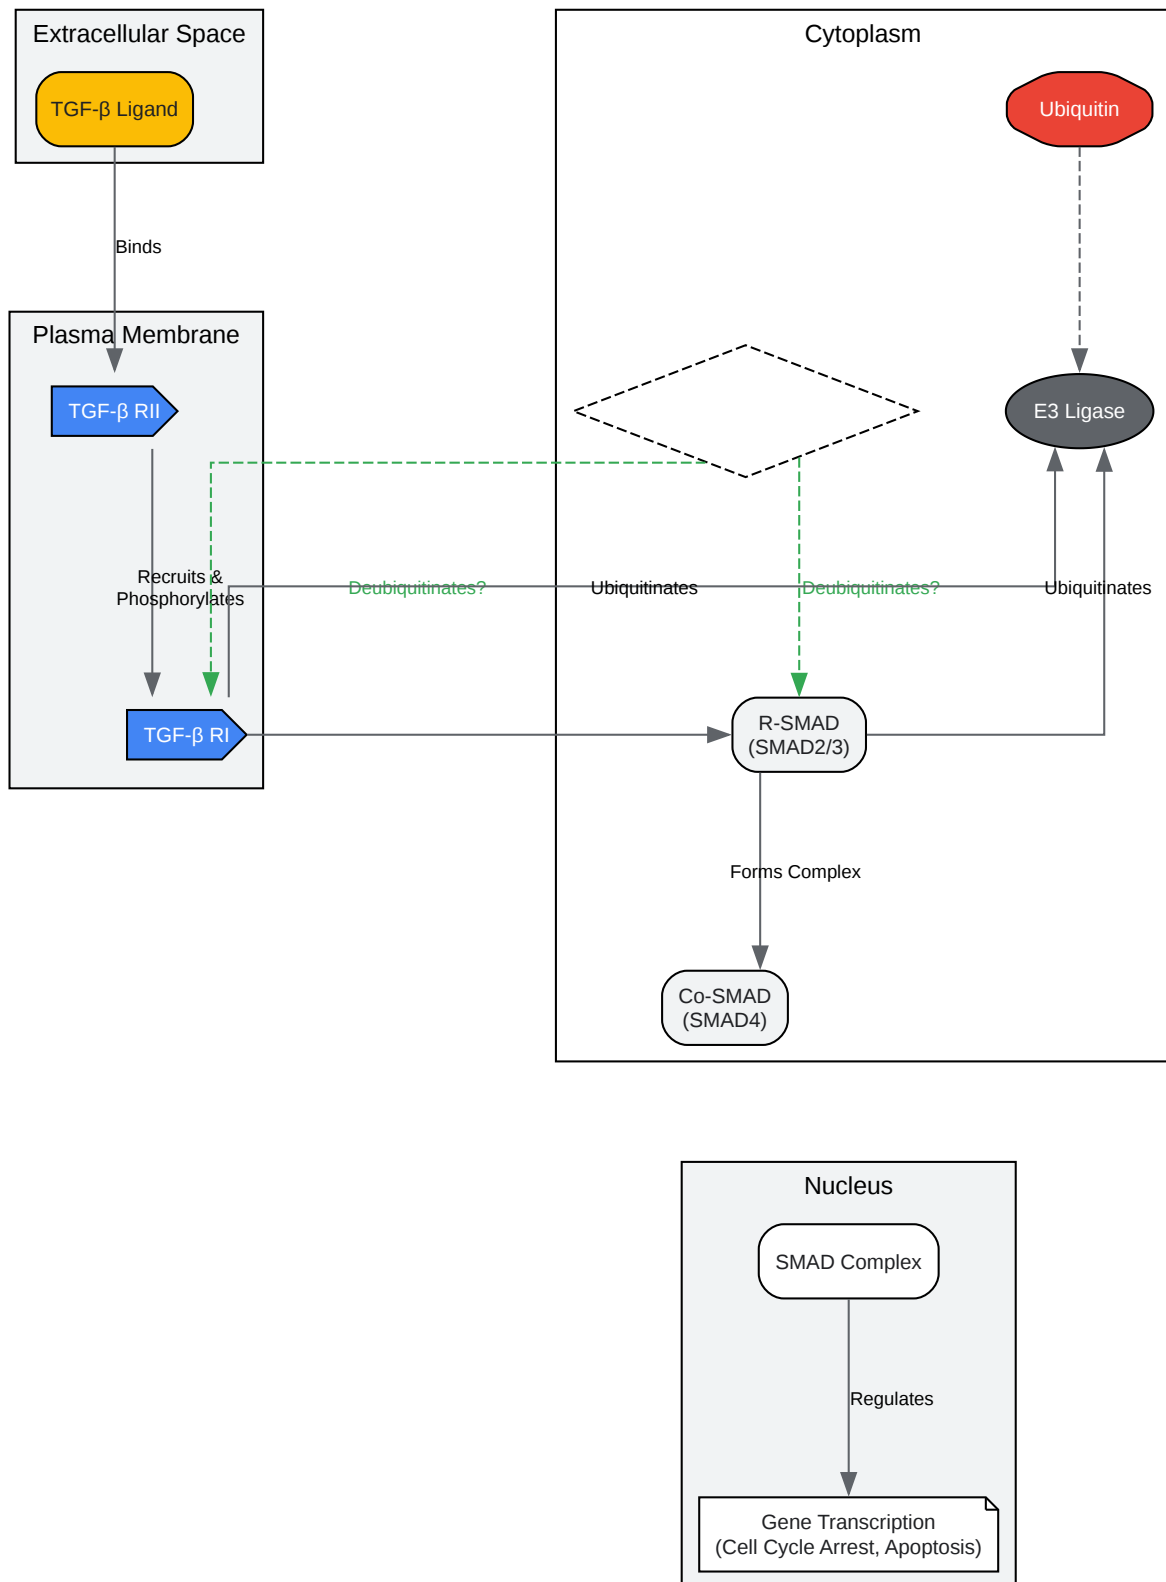 Extracellular Space
Cytoplasm
TGF-β Ligand
Ubiquitin
Binds
Plasma Membrane
TGF-β RII
E3 Ligase
Recruits &
Phosphorylates
Deubiquitinates?
Ubiquitinates
Deubiquitinates?
Ubiquitinates
TGF-β RI
R-SMAD
(SMAD2/3)
Forms Complex
Co-SMAD
(SMAD4)
Nucleus
SMAD Complex
Regulates
Gene Transcription
(Cell Cycle Arrest, Apoptosis)